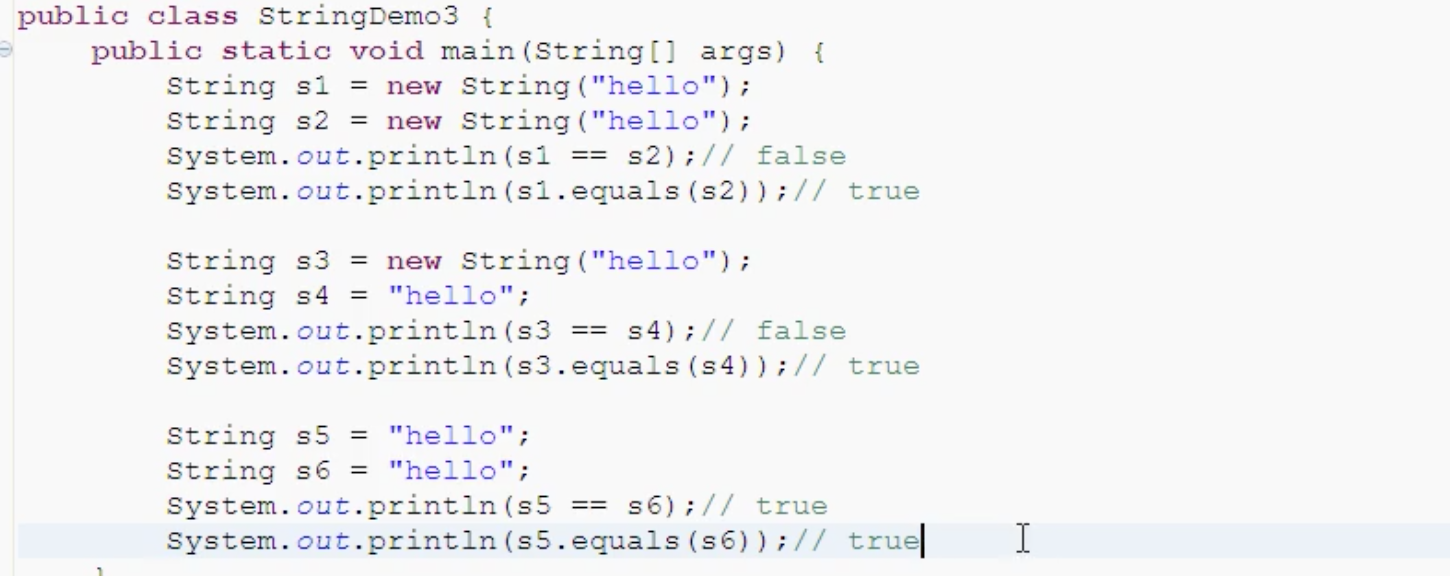 public class StringDemo3 {
    public static void main(String[] args) {
        String s1 = new String("hello");
        String s2 = new String("hello");
        System.out.println(s1 == s2);// false
        System.out.println(s1.equals(s2));// true

        String s3 = new String("hello");
        String s4 = "hello";
        System.out.println(s3 == s4);// false
        System.out.println(s3.equals(s4));// true

        String s5 = "hello";
        String s6 = "hello";
        System.out.println(s5 == s6);// true
        System.out.println(s5.equals(s6));// true
    }